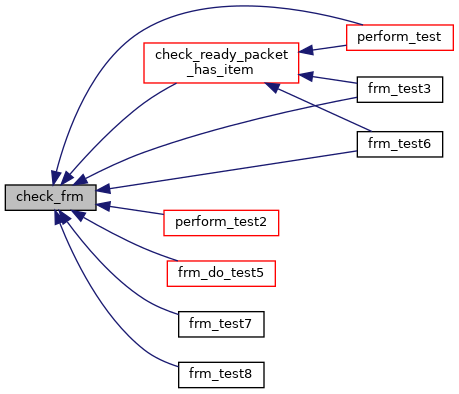 perform_test
check_ready_packet
_has_item
frm_test3
frm_test6
check_frm
perform_test2
frm_do_test5
frm_test7
frm_test8